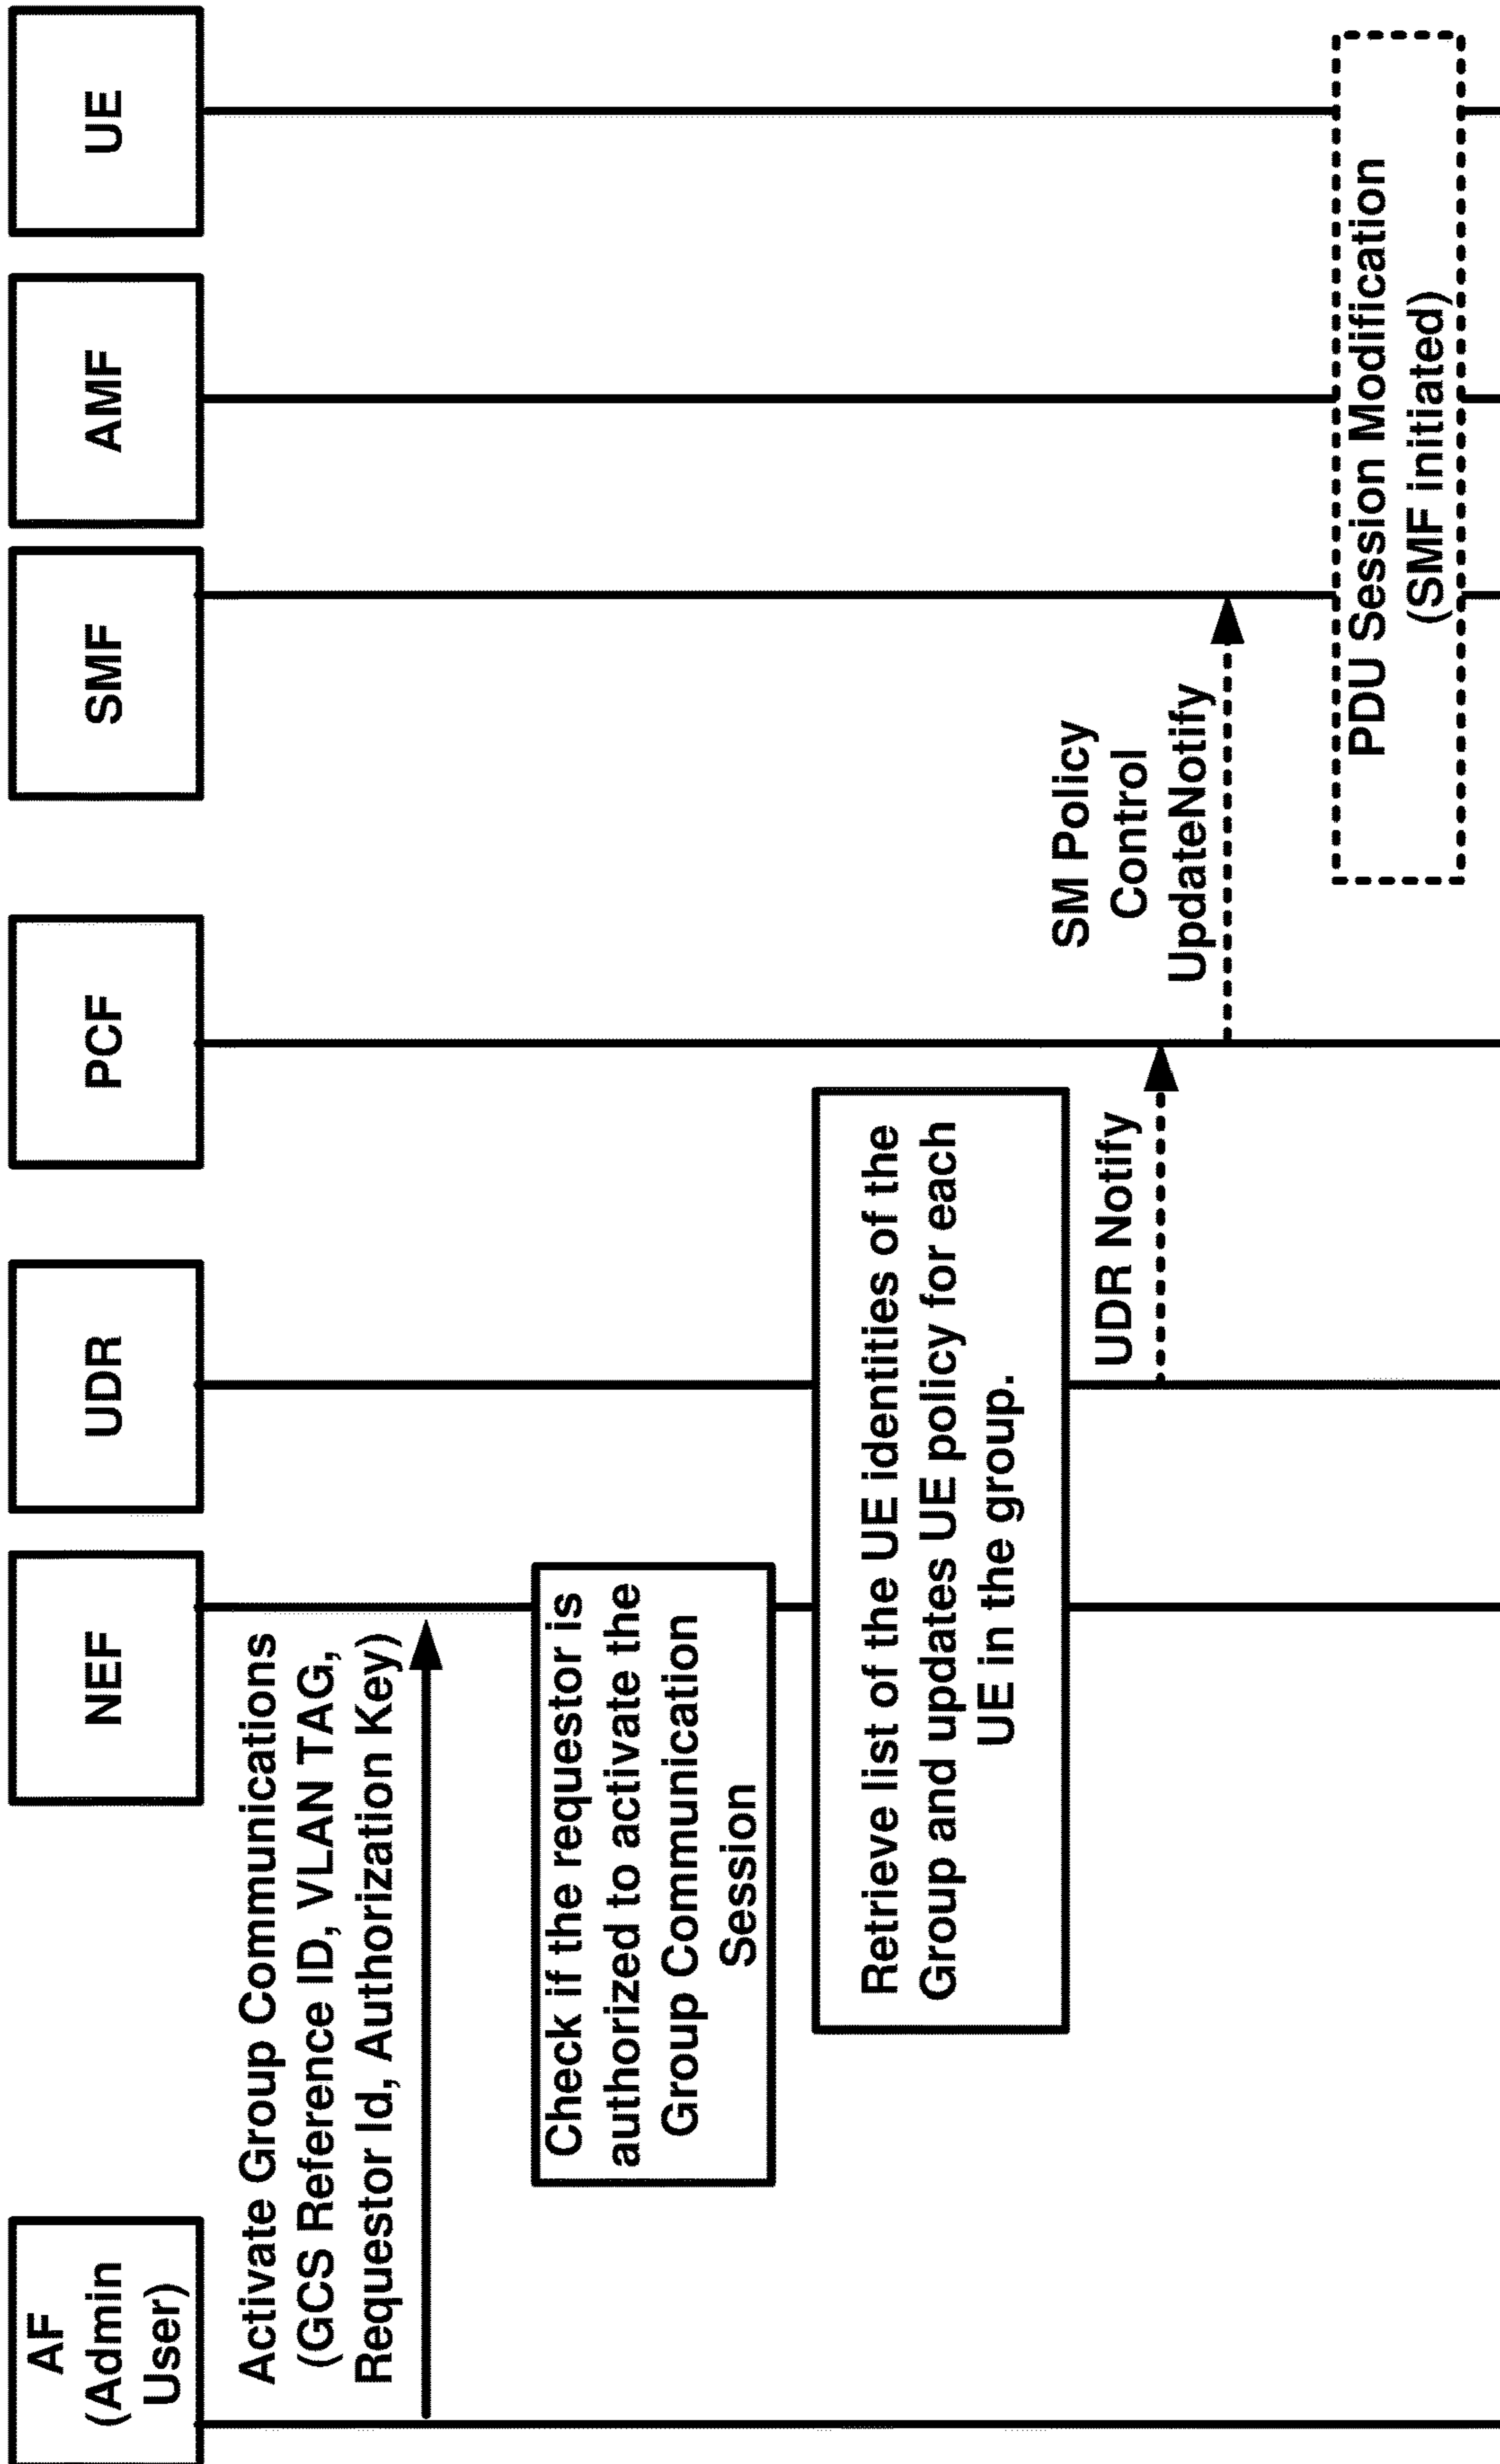 AF
(Admin
User)
NEF
UDR
PCF
SMF
AMF
UE
Activate Group Communications
(GCS Reference ID, VLAN TAG,
Requestor Id, Authorization Key)
Check if the requestor is
authorized to activate the
Group Communication
Session
Retrieve list of the UE identities of the
Group and updates UE policy for each
UE in the group.
UDR Notify
SM Policy
Control
UpdateNotify
PDU Session Modification
(SMF initiated)